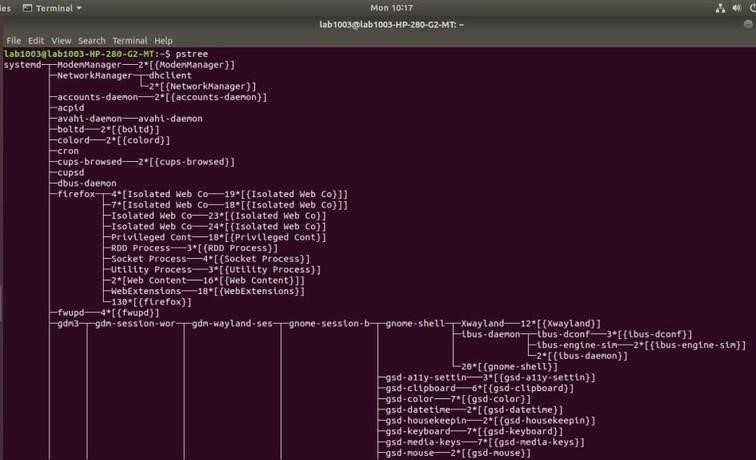 ies Terminal Mon 10:17
lab1003@lab1003-HP-280-G2-MT: ~
File Edit View Search Terminal Help
lab1003@lab1003-HP-280-G2-MT:~$ pstree
systemd─┬─ModemManager───2*[{ModemManager}]
├─NetworkManager─┬─dhclient
│ └─2*[{NetworkManager}]
├─accounts-daemon───2*[{accounts-daemon}]
├─acpid
├─avahi-daemon───avahi-daemon
├─boltd───2*[{boltd}]
├─colord───2*[{colord}]
├─cron
├─cups-browsed───2*[{cups-browsed}]
├─cupsd
├─dbus-daemon
├─firefox─┬─4*[Isolated Web Co───19*[{Isolated Web Co}]]
│ ├─7*[Isolated Web Co───18*[{Isolated Web Co}]]
│ ├─Isolated Web Co───23*[{Isolated Web Co}]
│ ├─Isolated Web Co───24*[{Isolated Web Co}]
│ ├─Privileged Cont───18*[{Privileged Cont}]
│ ├─RDD Process───3*[{RDD Process}]
│ ├─Socket Process───4*[{Socket Process}]
│ ├─Utility Process───3*[{Utility Process}]
│ ├─2*[Web Content───16*[{Web Content}]]
│ ├─WebExtensions───18*[{WebExtensions}]
│ └─130*[{firefox}]
├─fwupd───4*[{fwupd}]
├─gdm3─┬─gdm-session-wor─┬─gdm-wayland-ses─┬─gnome-session-b─┬─gnome-shell─┬─Xwayland───12*[{Xwayland}]
│ │ │ │ │ ├─ibus-daemon─┬─ibus-dconf───3*[{ibus-dconf}]
│ │ │ │ │ │ ├─ibus-engine-sim───2*[{ibus-engine-sim}]
│ │ │ │ │ │ └─2*[{ibus-daemon}]
│ │ │ │ │ └─20*[{gnome-shell}]
│ │ │ │ ├─gsd-a11y-settin───3*[{gsd-a11y-settin}]
│ │ │ │ ├─gsd-clipboard───6*[{gsd-clipboard}]
│ │ │ │ ├─gsd-color───7*[{gsd-color}]
│ │ │ │ ├─gsd-datetime───2*[{gsd-datetime}]
│ │ │ │ ├─gsd-housekeepin───2*[{gsd-housekeepin}]
│ │ │ │ ├─gsd-keyboard───7*[{gsd-keyboard}]
│ │ │ │ ├─gsd-media-keys───7*[{gsd-media-keys}]
│ │ │ │ ├─gsd-mouse───2*[{gsd-mouse}]